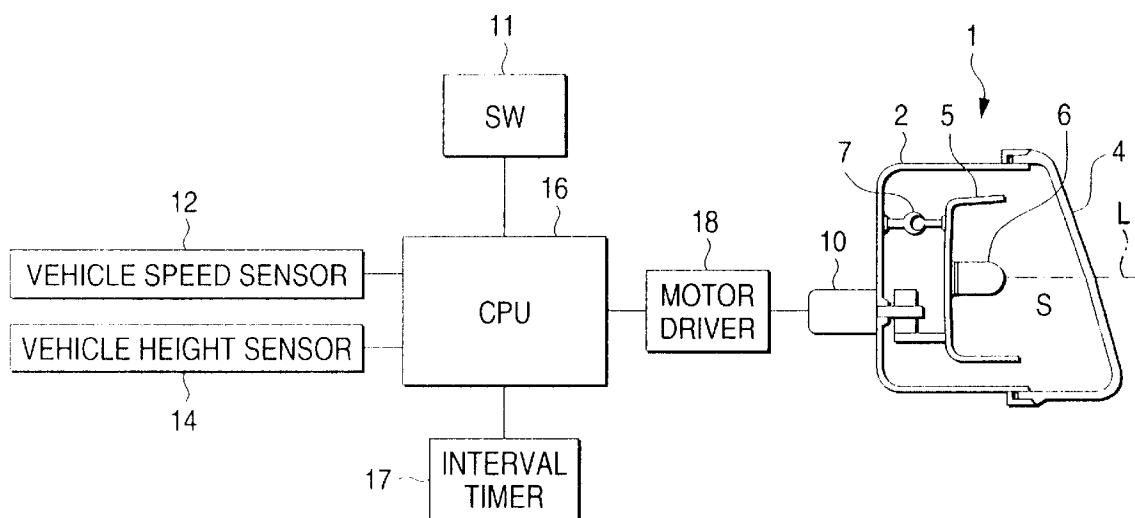 11
SW
1
2
5
6
4
7
16
12
VEHICLE SPEED SENSOR
CPU
18
MOTOR
DRIVER
10
L
S
VEHICLE HEIGHT SENSOR
14
17
INTERVAL
TIMER